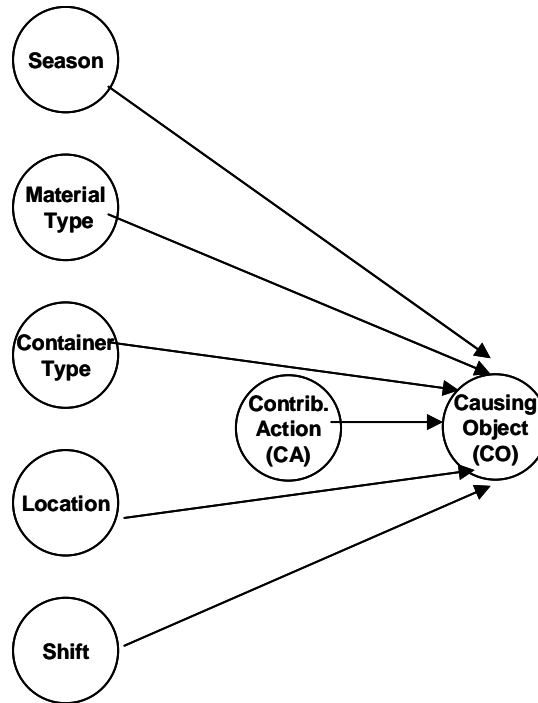 Season
Material
Type
Container
Type
Contrib.
Action
(CA)
Causing
Object
(CO)
Location
Shift